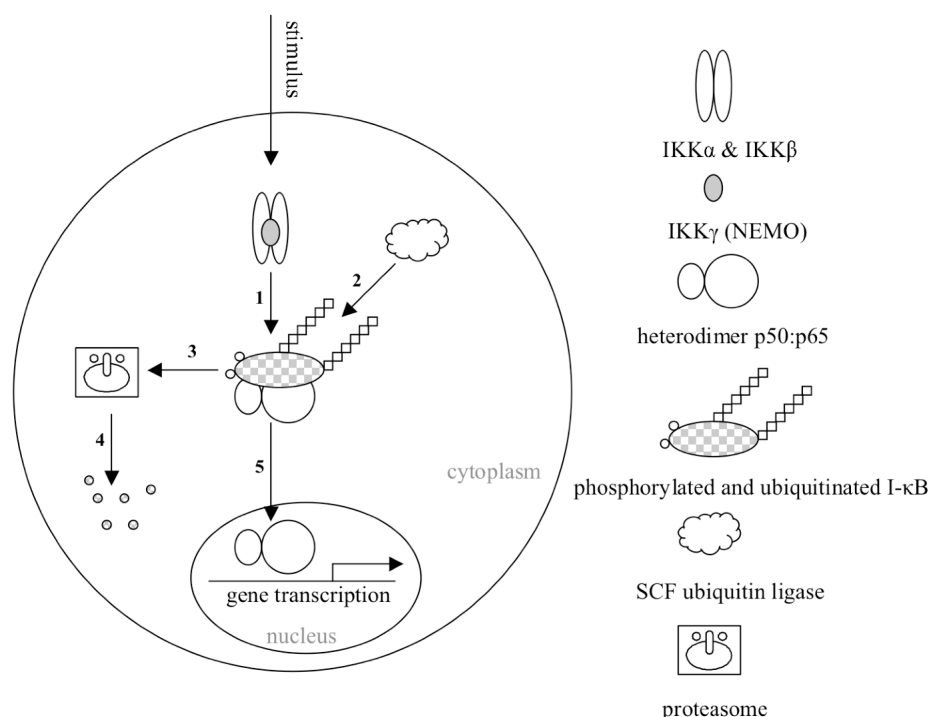 stimulus
1
2
3
4
5
cytoplasm
gene transcription
nucleus
IKKα & IKKβ
IKKγ (NEMO)
heterodimer p50:p65
phosphorylated and ubiquitinated I-κB
SCF ubiquitin ligase
proteasome